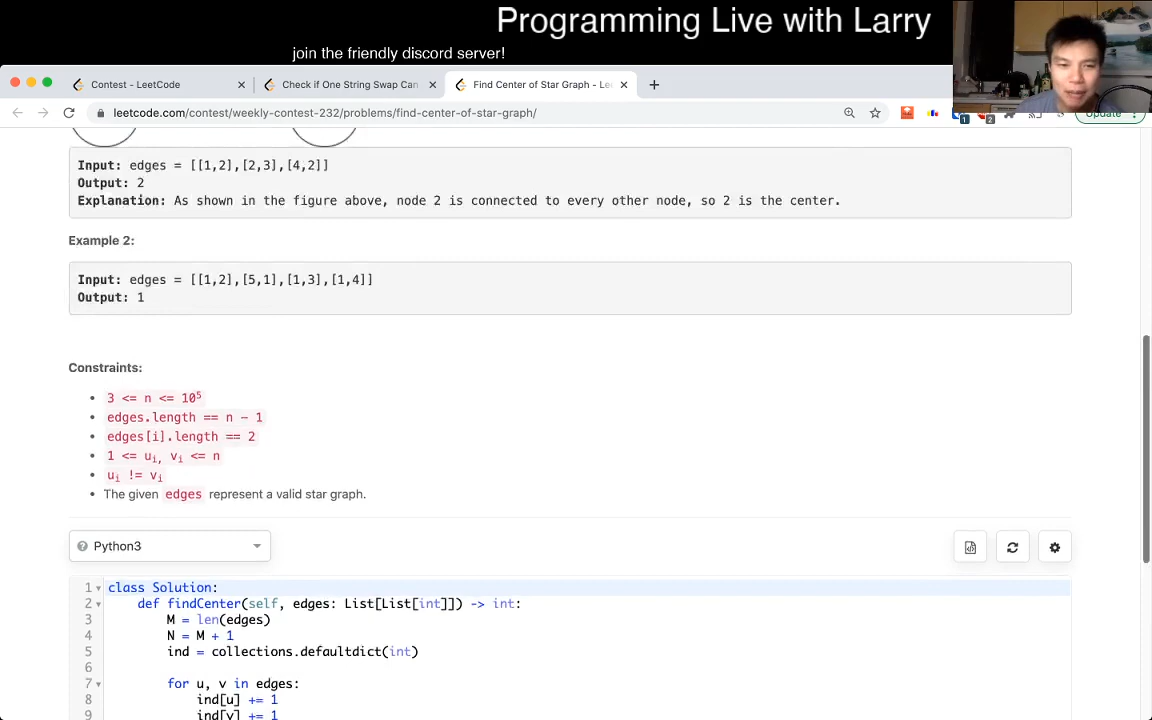 Programming Live with Larry
join the friendly discord server!
Contest - LeetCode
Check if One String Swap Can
Find Center of Star Graph - Le
leetcode.com/contest/weekly-contest-232/problems/find-center-of-star-graph/
1
2
Update
Input: edges = [[1,2],[2,3],[4,2]]
Output: 2
Explanation: As shown in the figure above, node 2 is connected to every other node, so 2 is the center.
Example 2:
Input: edges = [[1,2],[5,1],[1,3],[1,4]]
Output: 1
Constraints:
3 <= n <= 10⁵
edges.length == n - 1
edges[i].length == 2
1 <= uᵢ, vᵢ <= n
uᵢ != vᵢ
The given edges represent a valid star graph.
Python3
1 class Solution:
2 def findCenter(self, edges: List[List[int]]) -> int:
3 M = len(edges)
4 N = M + 1
5 ind = collections.defaultdict(int)
6
7 for u, v in edges:
8 ind[u] += 1
9 ind[v] += 1